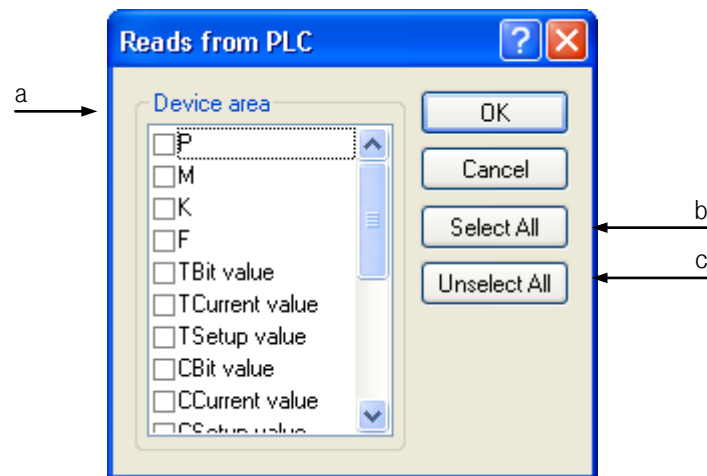 Reads from PLC
a
Device area
P
M
K
F
TBit value
TCurrent value
TSetup value
CBit value
CCurrent value
OK
Cancel
Select All
b
Unselect All
c